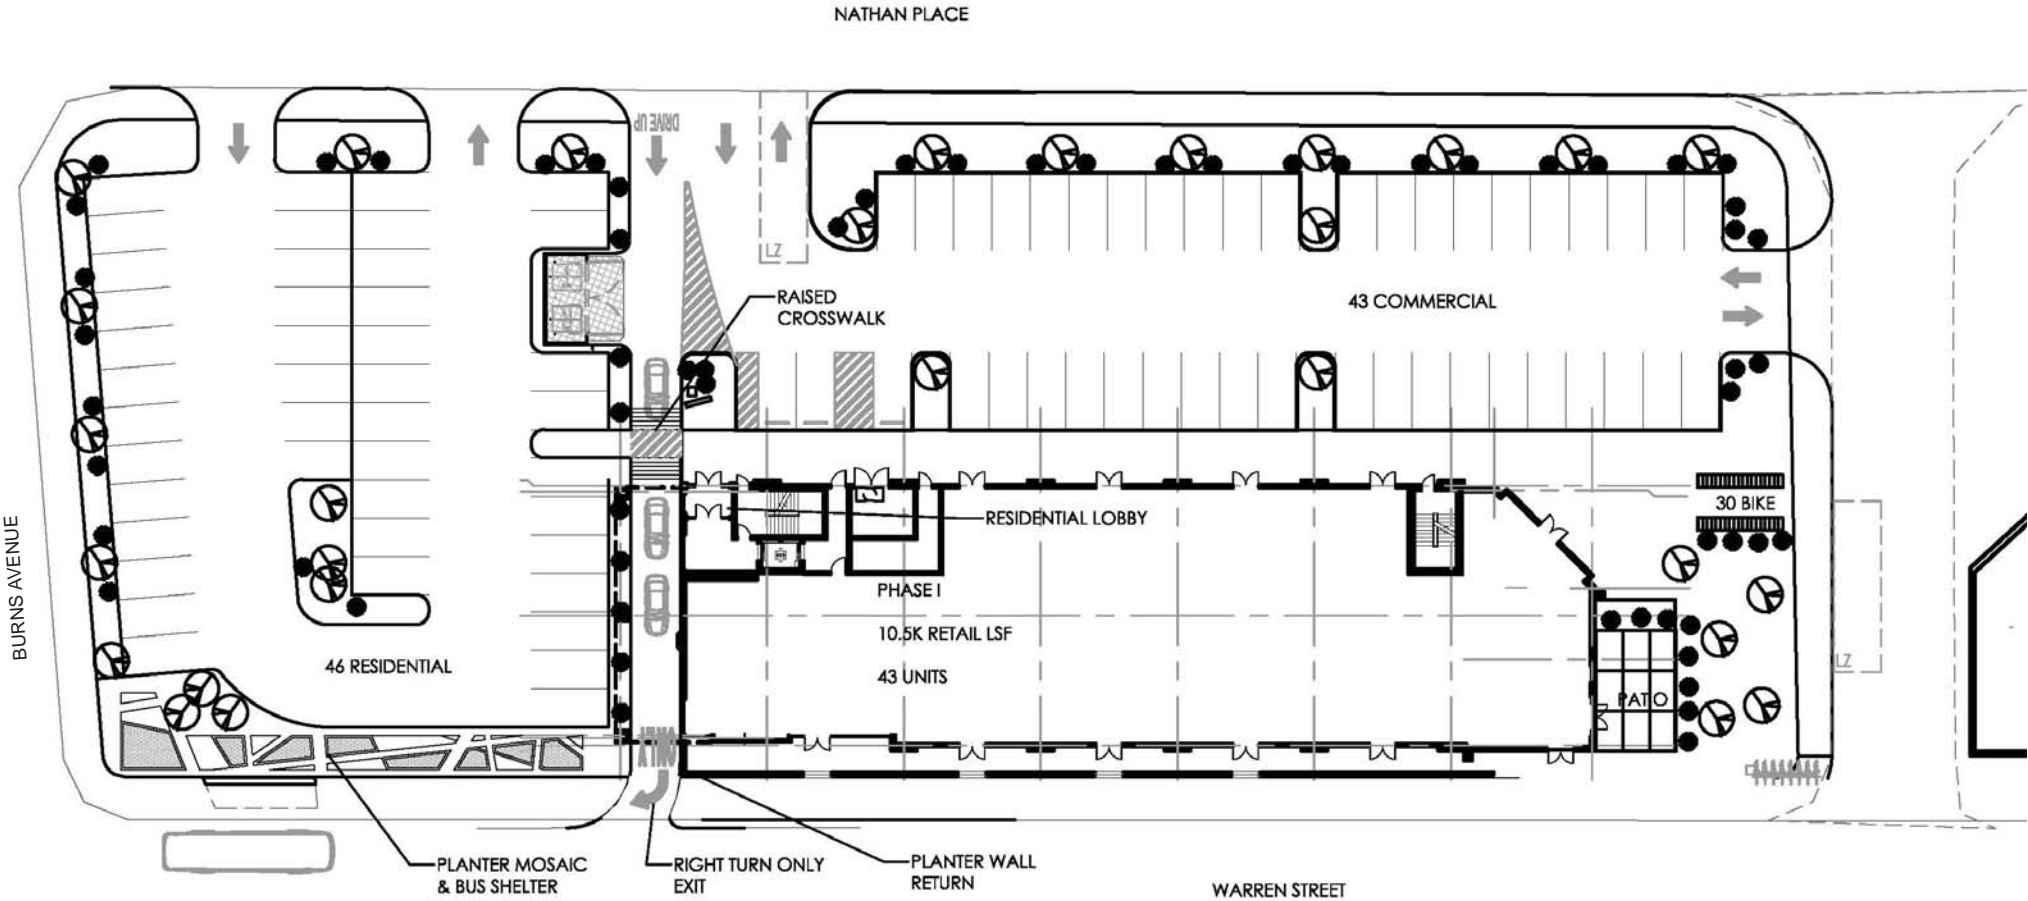 NATHAN PLACE
DRIVE UP
LZ
RAISED
CROSSWALK
43 COMMERCIAL
30 BIKE
RESIDENTIAL LOBBY
BURNS AVENUE
PHASE I
10.5K RETAIL LSF
43 UNITS
46 RESIDENTIAL
LZ
PATIO
ONLY
PLANTER MOSAIC
& BUS SHELTER
RIGHT TURN ONLY
EXIT
PLANTER WALL
RETURN
WARREN STREET